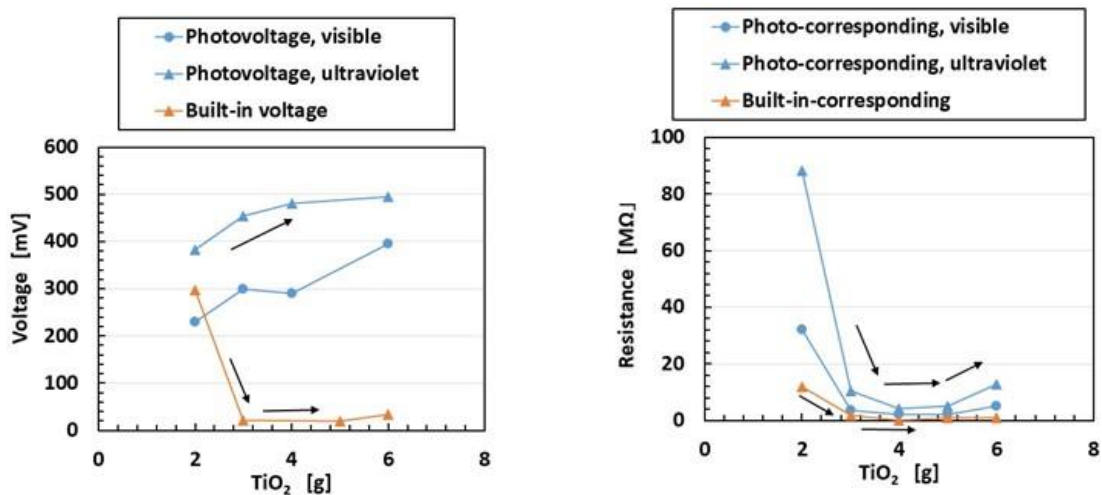 Photovoltage, visible
Photovoltage, ultraviolet
Built-in voltage
600
500
400
300
200
100
0
Voltage [mV]
0
2
4
6
8
TiO₂ [g]
Photo-corresponding, visible
Photo-corresponding, ultraviolet
Built-in-corresponding
100
80
60
40
20
0
Resistance [MΩ]
0
2
4
6
8
TiO₂ [g]